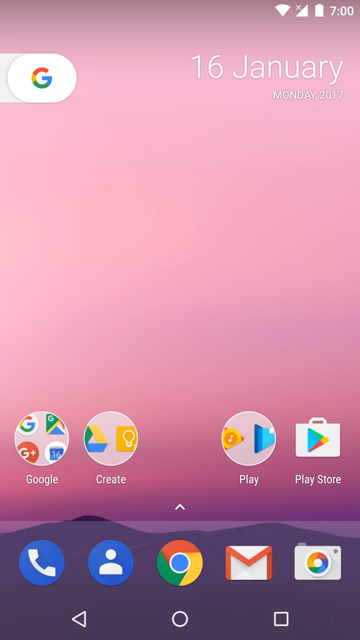 7:00
16 January
MONDAY, 2017
Google
Create
Play
Play Store